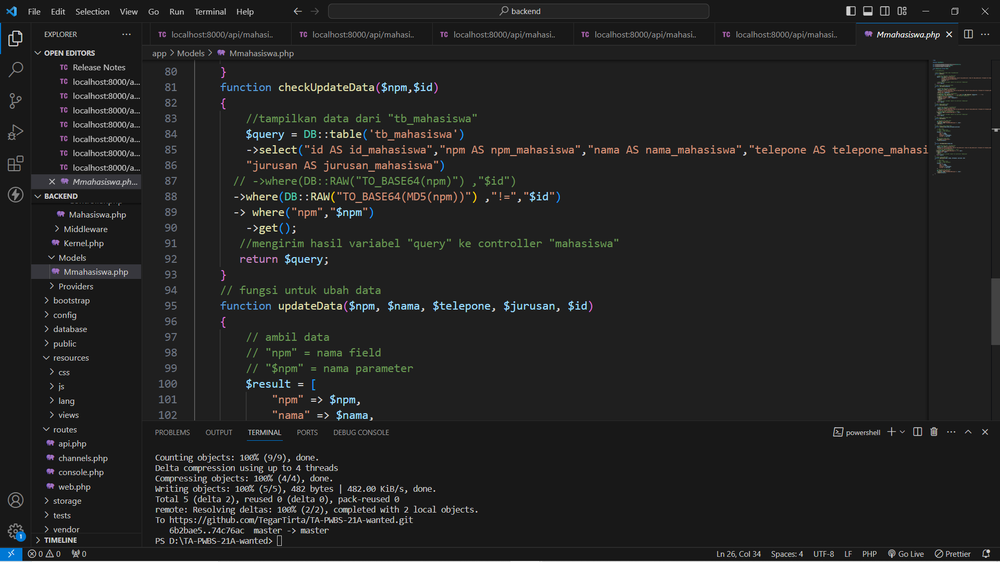 File Edit Selection View Go Run Terminal Help
backend
EXPLORER
TC localhost:8000/api/mahasi..
TC localhost:8000/api/mahasi..
TC localhost:8000/api/mahasi..
TC localhost:8000/api/mahasi..
TC localhost:8000/api/mahasi..
Mmahasiswa.php
OPEN EDITORS
TC Release Notes
TC localhost:8000/a...
TC localhost:8000/a...
TC localhost:8000/a...
TC localhost:8000/a...
TC localhost:8000/a...
TC localhost:8000/a...
TC localhost:8000/a...
Mmahasiswa.ph...
BACKEND
Mahasiswa.php
Middleware
Kernel.php
Models
Mmahasiswa.php
Providers
bootstrap
config
database
public
resources
css
js
lang
views
routes
api.php
channels.php
console.php
web.php
storage
tests
vendor
TIMELINE
app > Models > Mmahasiswa.php
80 }
81 function checkUpdateData($npm,$id)
82 {
83 //tampilkan data dari "tb_mahasiswa"
84 $query = DB::table('tb_mahasiswa')
85 ->select("id AS id_mahasiswa","npm AS npm_mahasiswa","nama AS nama_mahasiswa","telepone AS telepone_mahasi
86 "jurusan AS jurusan_mahasiswa")
87 // ->where(DB::RAW("TO_BASE64(npm)") ,"$id")
88 ->where(DB::RAW("TO_BASE64(MD5(npm))") ,"!=","$id")
89 -> where("npm","$npm")
90 ->get();
91 //mengirim hasil variabel "query" ke controller "mahasiswa"
92 return $query;
93 }
94 // fungsi untuk ubah data
95 function updateData($npm, $nama, $telepone, $jurusan, $id)
96 {
97 // ambil data
98 // "npm" = nama field
99 // "$npm" = nama parameter
100 $result = [
101 "npm" => $npm,
102 "nama" => $nama,
PROBLEMS OUTPUT TERMINAL PORTS DEBUG CONSOLE
powershell
Counting objects: 100% (9/9), done.
Delta compression using up to 4 threads
Compressing objects: 100% (4/4), done.
Writing objects: 100% (5/5), 482 bytes | 482.00 KiB/s, done.
Total 5 (delta 2), reused 0 (delta 0), pack-reused 0
remote: Resolving deltas: 100% (2/2), completed with 2 local objects.
To https://github.com/TegarTirta/TA-PWBS-21A-wanted.git
6b2bae5..74c76ac master -> master
PS D:\TA-PWBS-21A-wanted>
1
0 0 0
Ln 26, Col 34 Spaces: 4 UTF-8 LF PHP Go Live Prettier